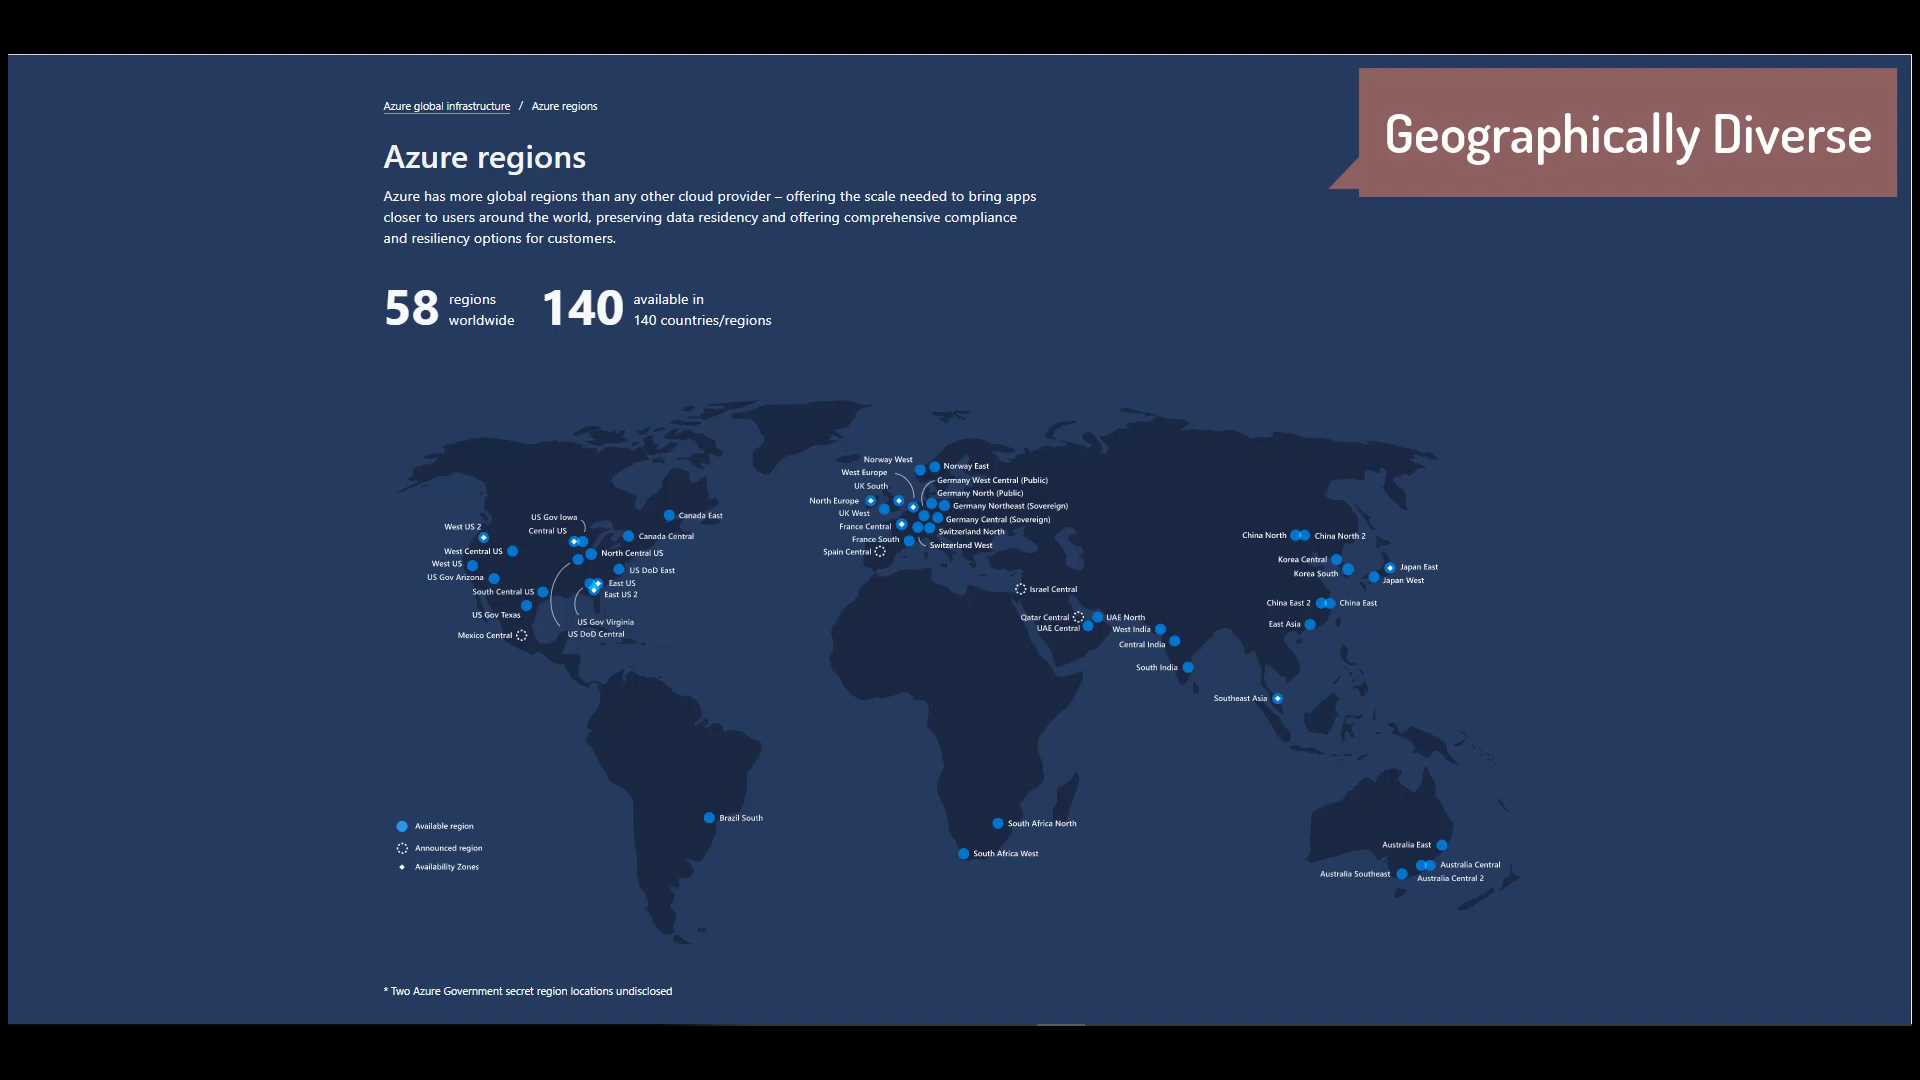 Azure global infrastructure / Azure regions
Geographically Diverse
Azure regions
Azure has more global regions than any other cloud provider – offering the scale needed to bring apps
closer to users around the world, preserving data residency and offering comprehensive compliance
and resiliency options for customers.
58 regions worldwide
140 available in 140 countries/regions
West US 2
West Central US
West US
US Gov Arizona
South Central US
US Gov Texas
Mexico Central
US Gov Iowa
Central US
Canada East
Canada Central
North Central US
US DoD East
East US
East US 2
US Gov Virginia
US DoD Central
Brazil South
Norway West
Norway East
West Europe
UK South
North Europe
UK West
France Central
France South
Spain Central
Germany West Central (Public)
Germany North (Public)
Germany Northeast (Sovereign)
Germany Central (Sovereign)
Switzerland North
Switzerland West
Israel Central
Qatar Central
UAE North
UAE Central
West India
Central India
South India
South Africa North
South Africa West
China North
China North 2
Korea Central
Korea South
Japan East
Japan West
China East 2
China East
East Asia
Southeast Asia
Australia East
Australia Central
Australia Southeast
Australia Central 2
Available region
Announced region
Availability Zones
* Two Azure Government secret region locations undisclosed